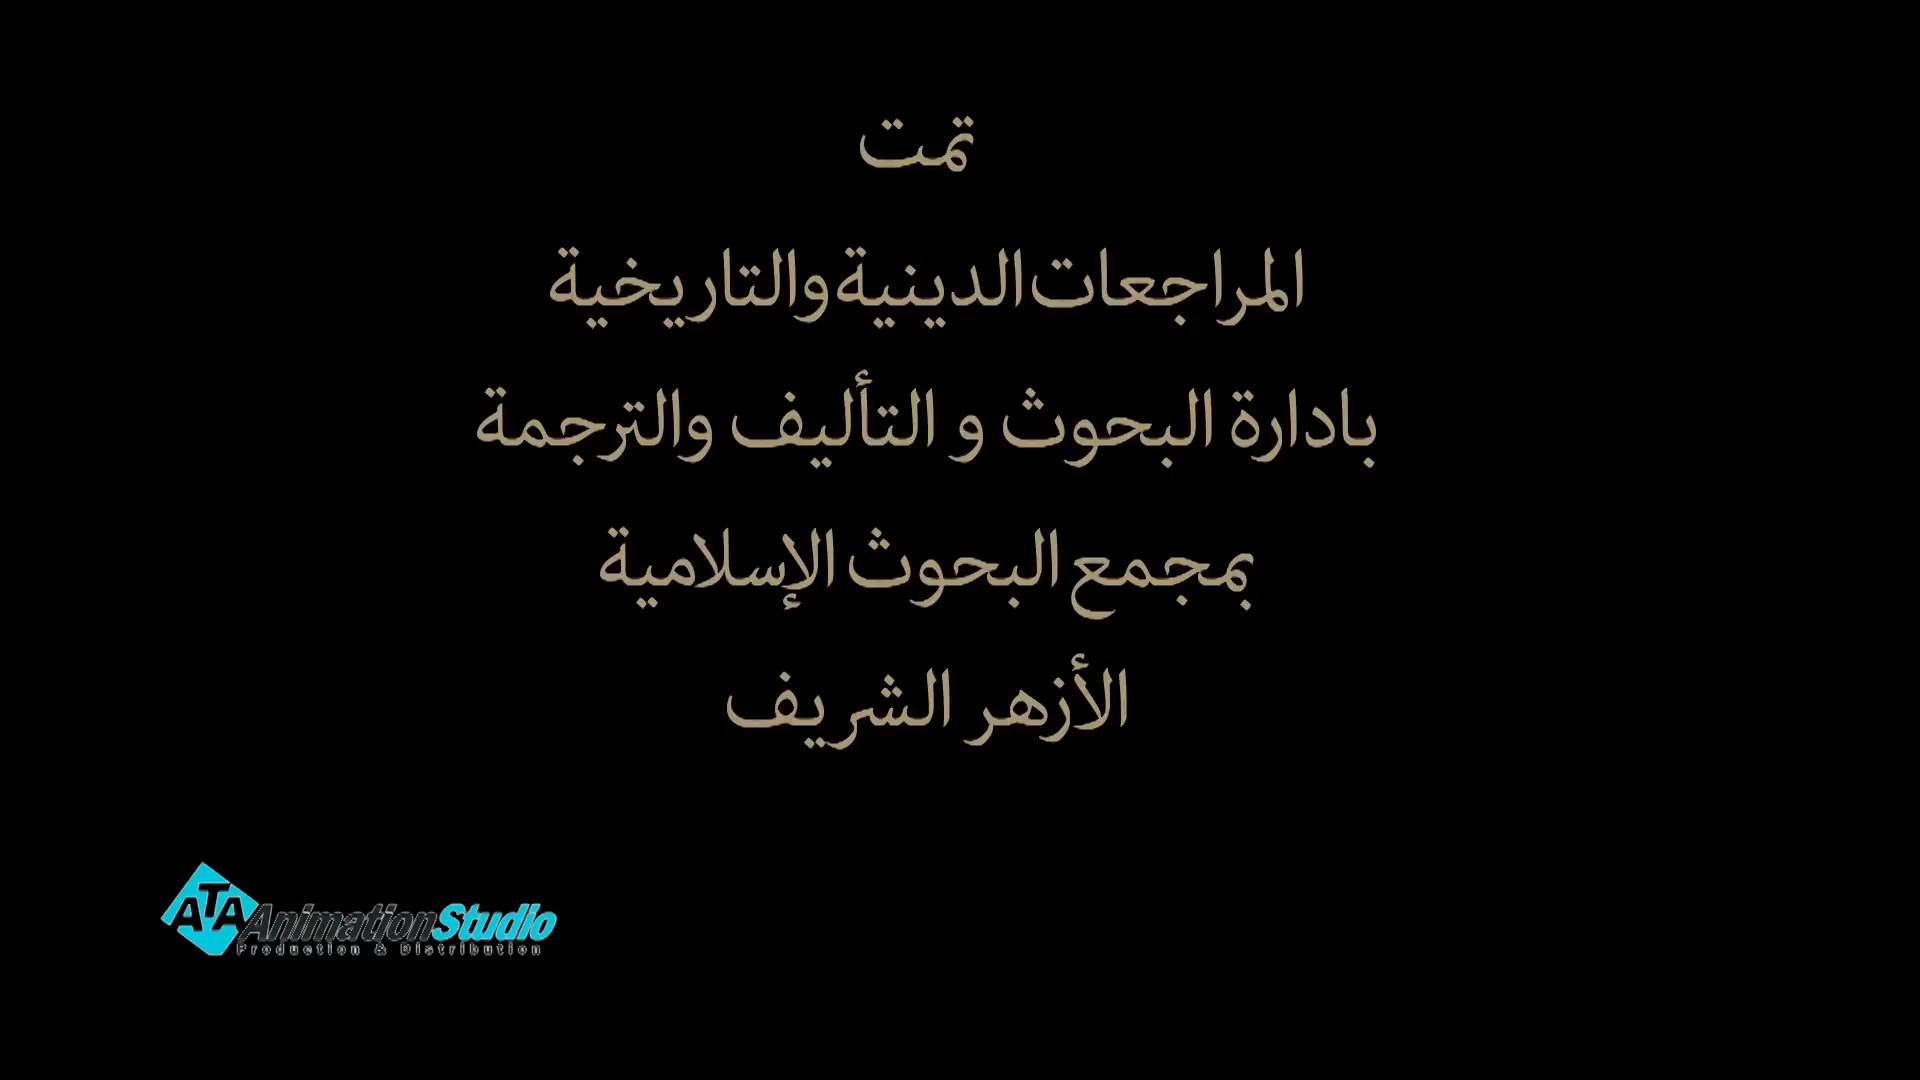 تمت
المراجعات الدينية والتاريخية
بادارة البحوث و التأليف والترجمة
بمجمع البحوث الإسلامية
الأزهر الشريف
ATA AnimationStudio
Production & Distribution